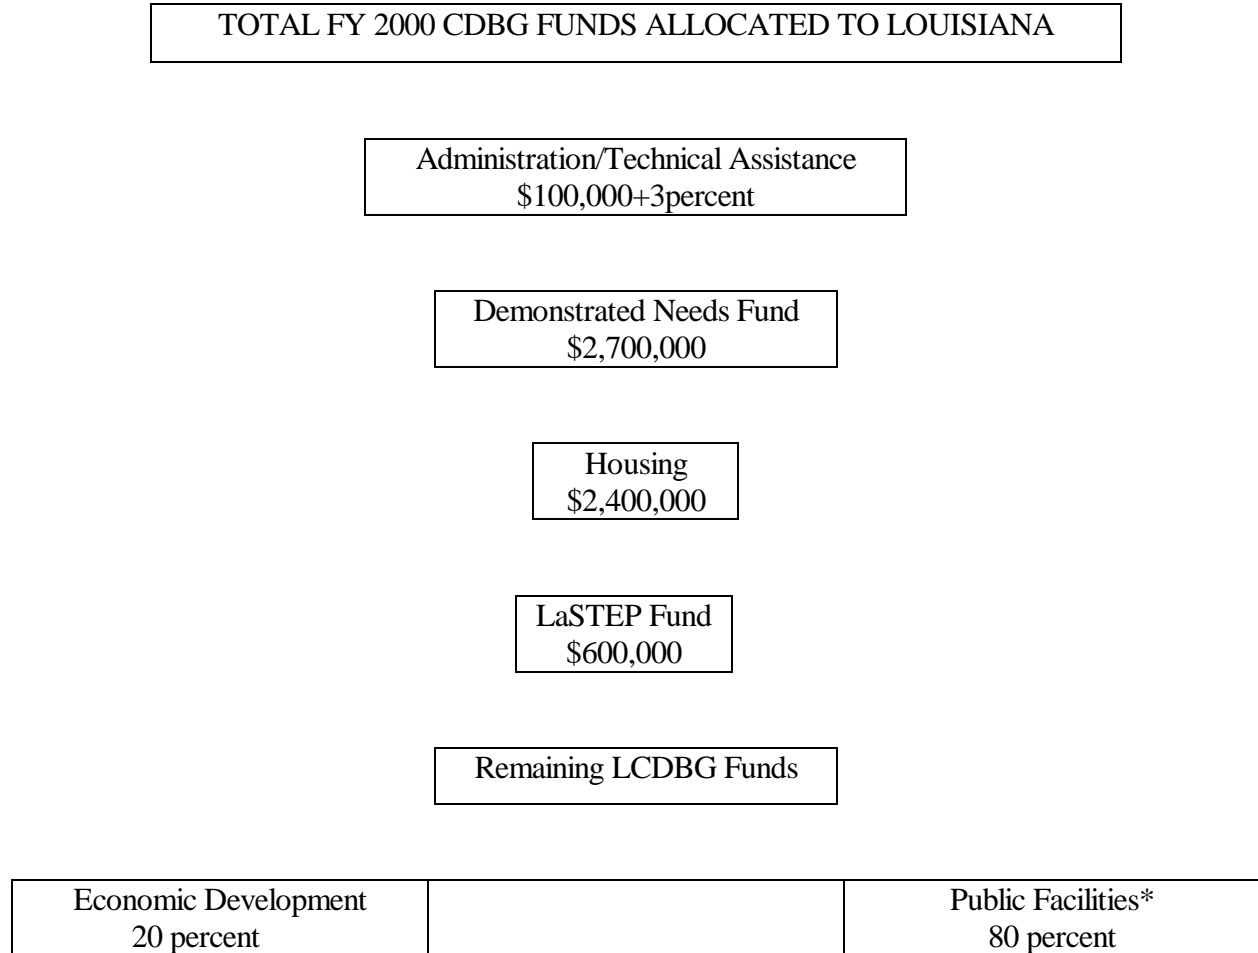 TOTAL FY 2000 CDBG FUNDS ALLOCATED TO LOUISIANA
Administration/Technical Assistance
$100,000+3percent
Demonstrated Needs Fund
$2,700,000
Housing
$2,400,000
LaSTEP Fund
$600,000
Remaining LCDBG Funds
Economic Development
20 percent
Public Facilities*
80 percent